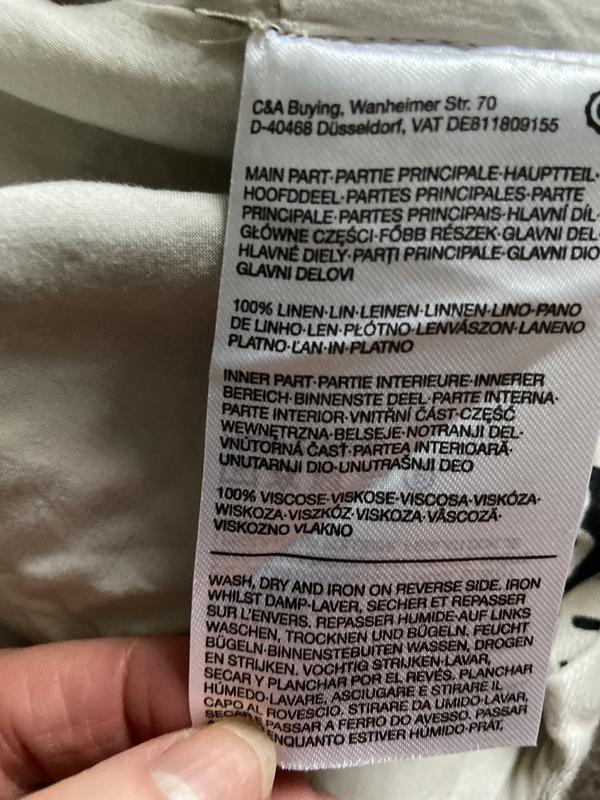 C&A Buying, Wanheimer Str. 70
D-40468 Düsseldorf, VAT DE811809155
MAIN PART·PARTIE PRINCIPALE·HAUPTTEIL·
HOOFDDEEL·PARTES PRINCIPALES·PARTE
PRINCIPALE·PARTES PRINCIPAIS·HLAVNÍ DÍL·
GŁÓWNE CZĘŚCI·FŐBB RÉSZEK·GLAVNI DEL·
HLAVNÉ DIELY·PARŢI PRINCIPALE·GLAVNI DIO
GLAVNI DELOVI
100% LINEN·LIN·LEINEN·LINNEN·LINO·PANO
DE LINHO·LEN·PŁÓTNO·LENVÁSZON·LANENO
PLATNO·ĽAN·IN·PLATNO
INNER PART·PARTIE INTERIEURE·INNERER
BEREICH·BINNENSTE DEEL·PARTE INTERNA·
PARTE INTERIOR·VNITŘNÍ ČÁST·CZĘŚĆ
WEWNĘTRZNA·BELSEJE·NOTRANJI DEL·
VNÚTORNÁ ČASŤ·PARTEA INTERIOARĂ·
UNUTARNJI DIO·UNUTRAŠNJI DEO
100% VISCOSE·VISKOSE·VISCOSA·VISKÓZA·
WISKOZA·VISZKÓZ·VISKOZA·VÂSCOZĂ·
VISKOZNO VLAKNO
WASH, DRY AND IRON ON REVERSE SIDE. IRON
WHILST DAMP·LAVER, SECHER ET REPASSER
SUR L'ENVERS. REPASSER HUMIDE·AUF LINKS
WASCHEN, TROCKNEN UND BÜGELN. FEUCHT
BÜGELN·BINNENSTEBUITEN WASSEN, DROGEN
EN STRIJKEN. VOCHTIG STRIJKEN·LAVAR,
SECAR Y PLANCHAR POR EL REVÉS. PLANCHAR
HÚMEDO·LAVARE, ASCIUGARE E STIRARE IL
CAPO AL ROVESCIO. STIRARE DA UMIDO·LAVAR,
SECAR E PASSAR A FERRO DO AVESSO. PASSAR
ENQUANTO ESTIVER HÚMIDO·PRÁT,